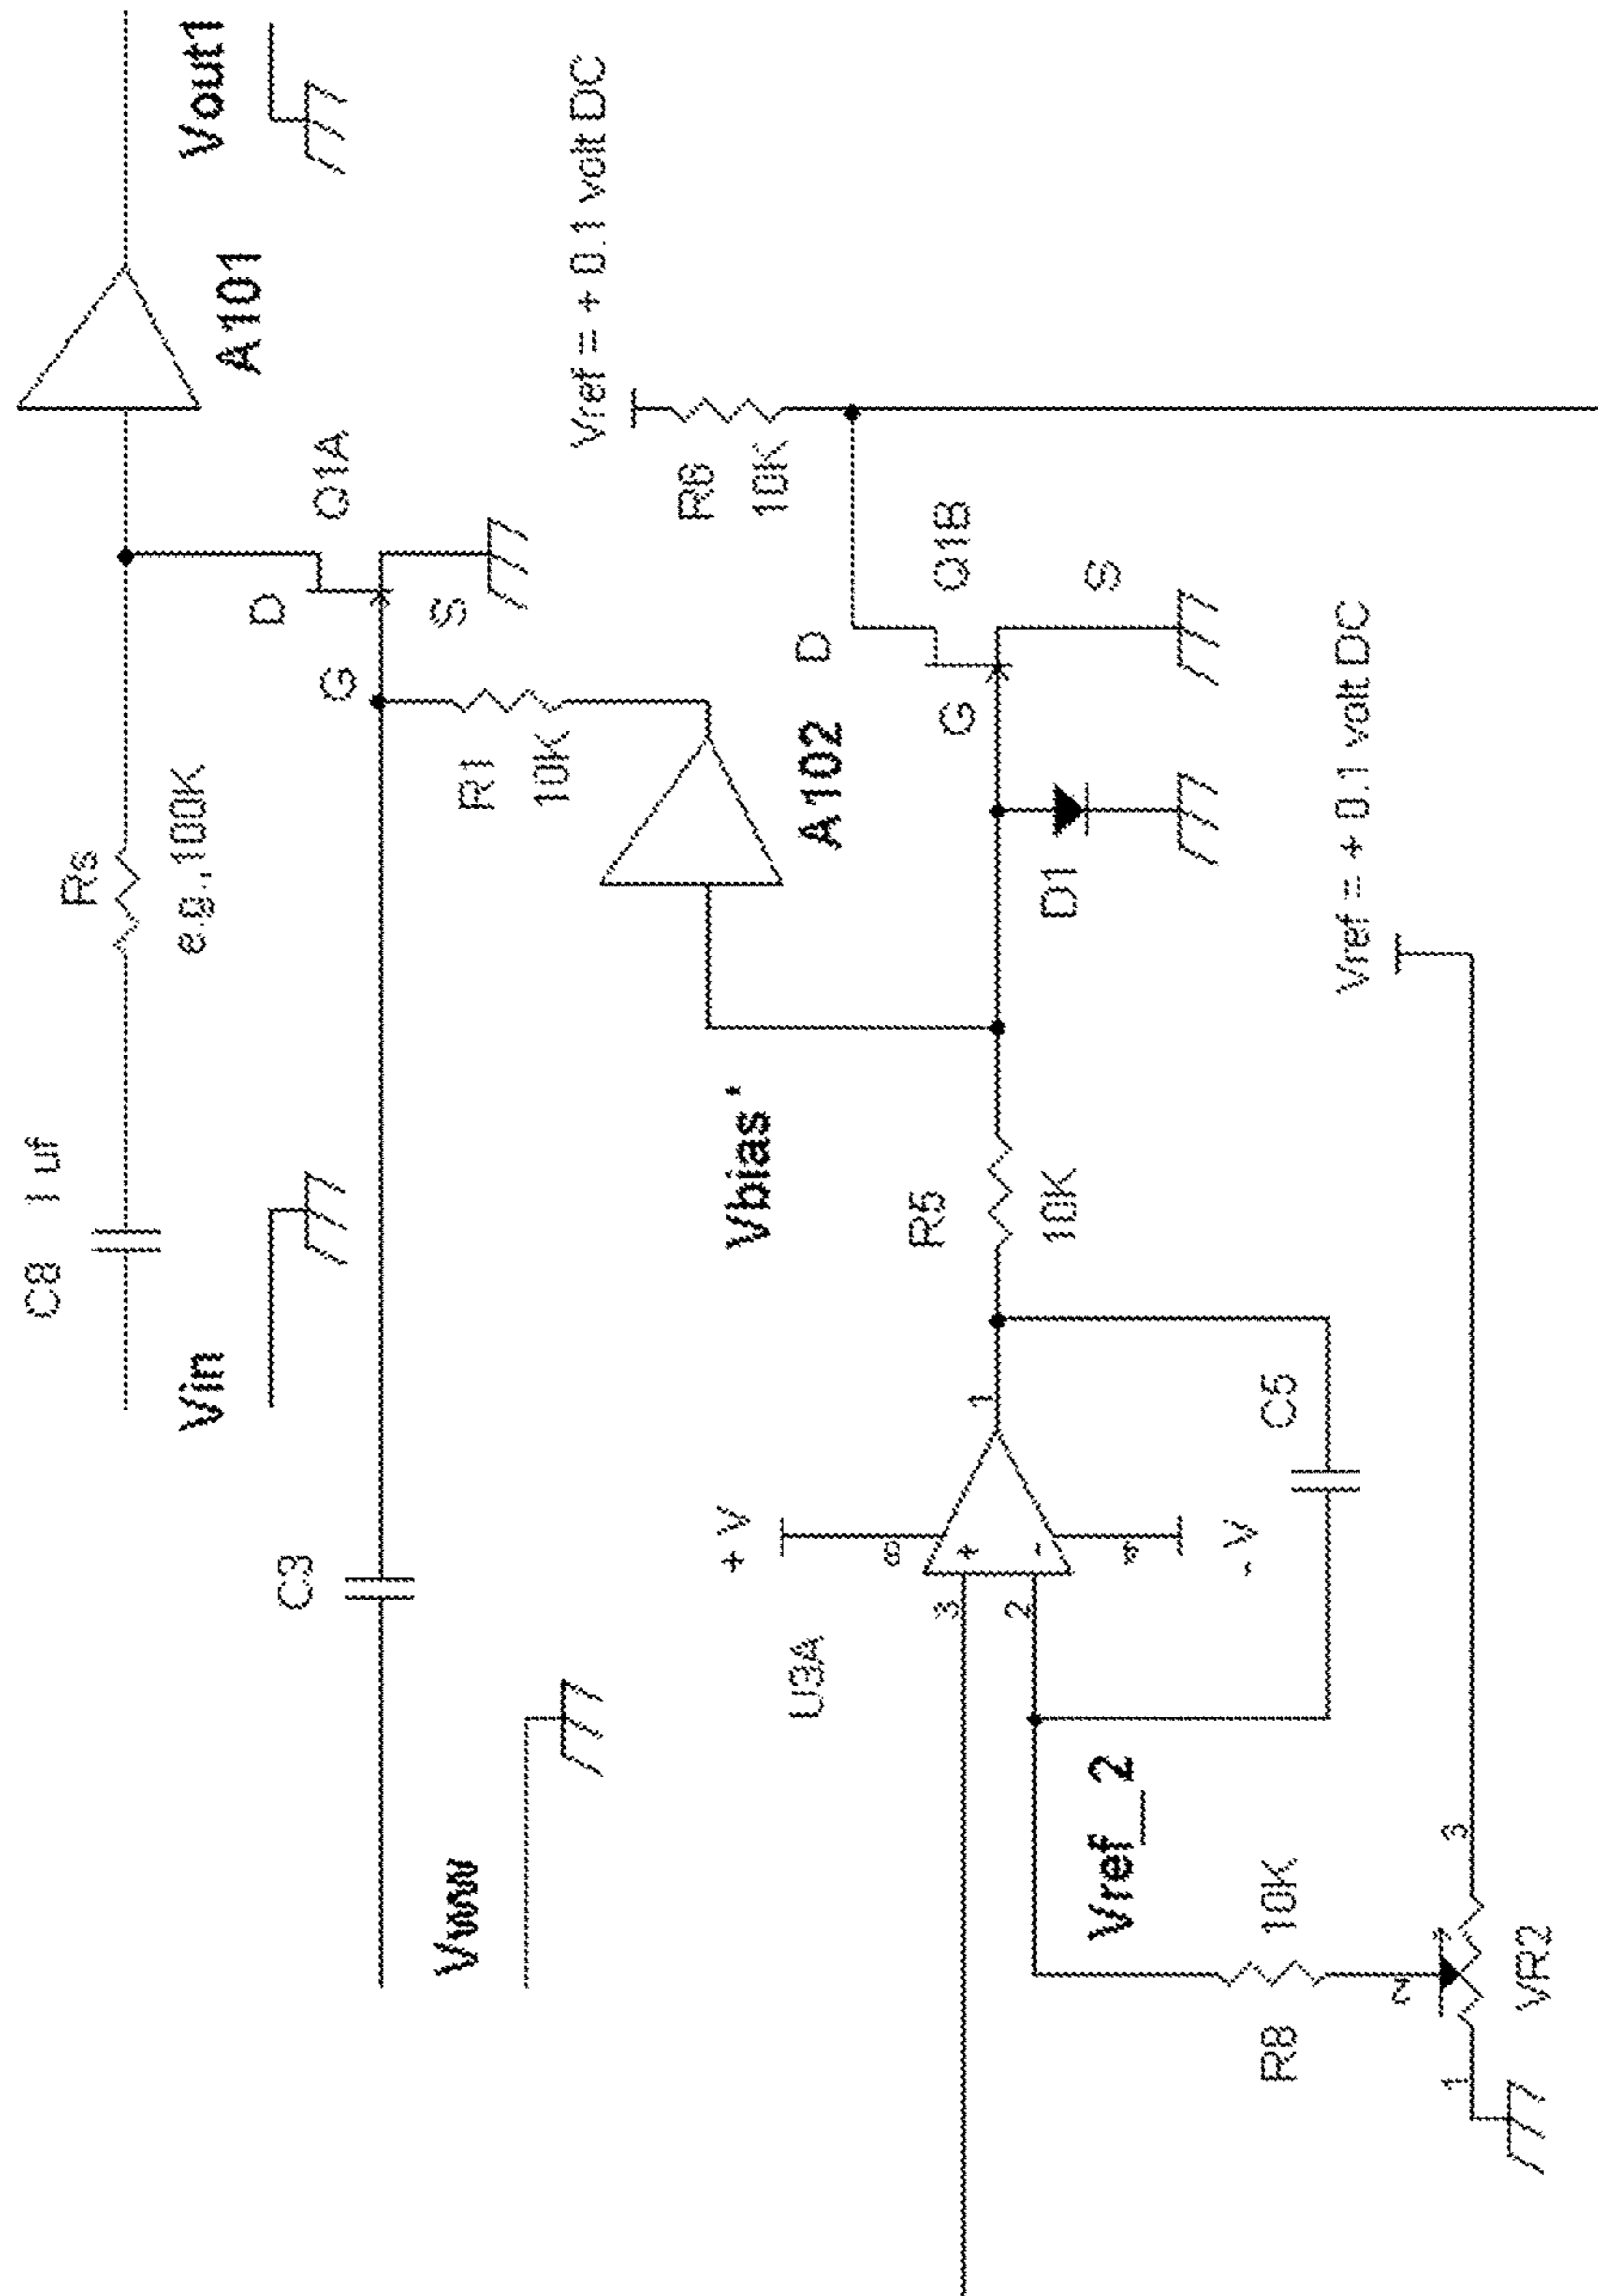 C8 1 uf
Rs
e.g.,100K
Vin
A101
Vout1
D
Q1A
G
S
C3
Vww
R1
10K
Vref = + 0.1 volt DC
R6
10K
A102
D
Q1B
G
S
Vbias'
U3A
+ V
3
2
+
-
1
-V
R5
10K
D1
C5
Vref_2
R8
10K
2
1
3
VR2
Vref = + 0.1 volt DC